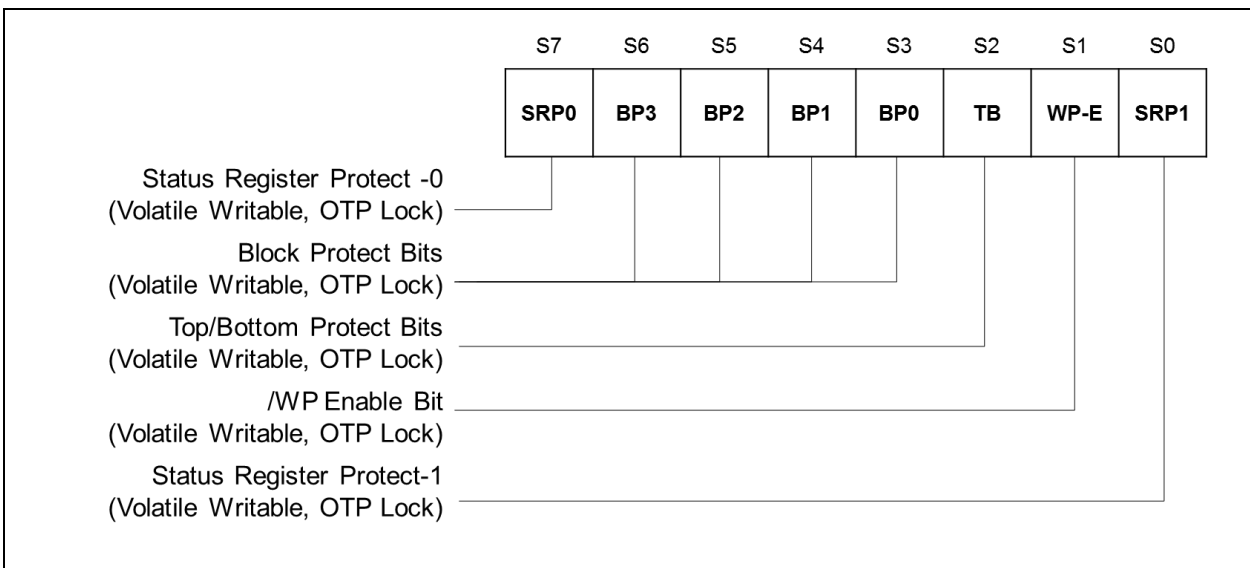 S7 S6 S5 S4 S3 S2 S1 S0
SRP0 BP3 BP2 BP1 BP0 TB WP-E SRP1
Status Register Protect -0
(Volatile Writable, OTP Lock)
Block Protect Bits
(Volatile Writable, OTP Lock)
Top/Bottom Protect Bits
(Volatile Writable, OTP Lock)
/WP Enable Bit
(Volatile Writable, OTP Lock)
Status Register Protect-1
(Volatile Writable, OTP Lock)